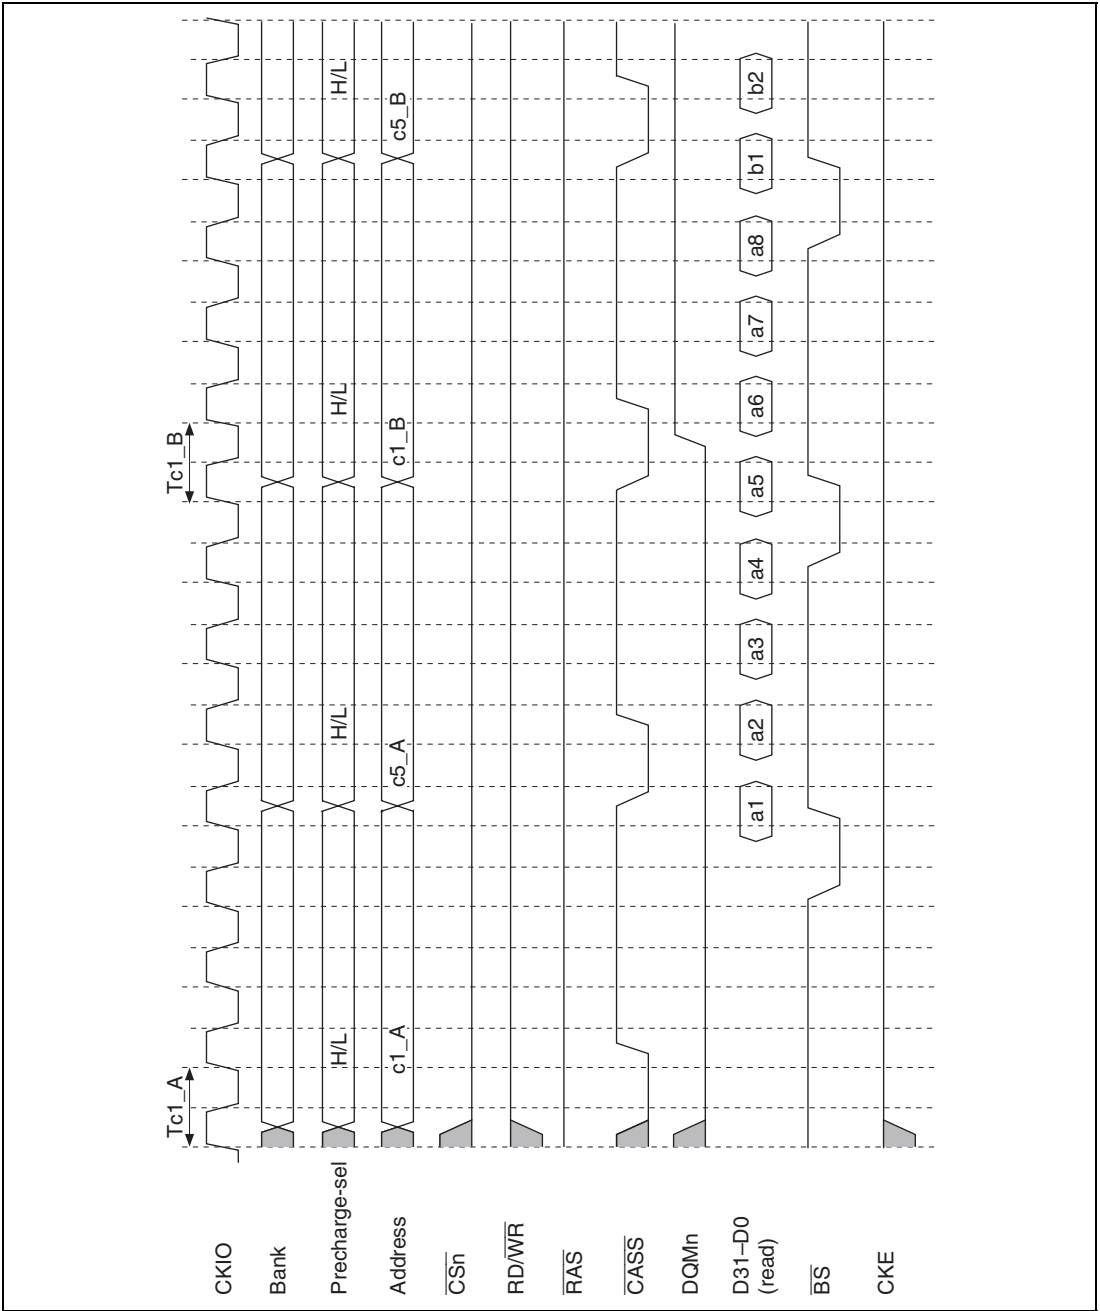 Tc1_A
Tc1_B
CKIO
Bank
Precharge-sel
H/L
H/L
H/L
H/L
Address
c1_A
c5_A
c1_B
c5_B
CSn
RD/WR
RAS
CASS
DQMn
D31–D0
(read)
a1
a2
a3
a4
a5
a6
a7
a8
b1
b2
BS
CKE